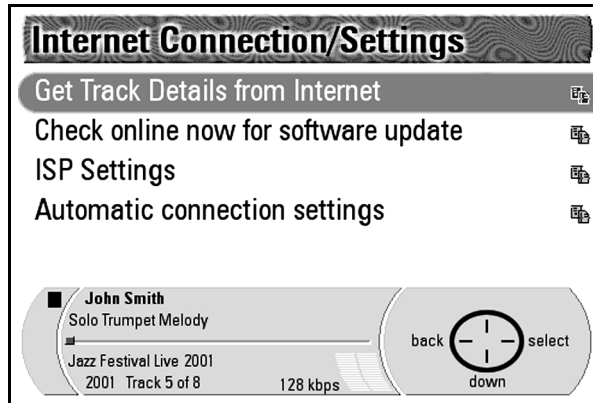 Internet Connection/Settings
Get Track Details from Internet
Check online now for software update
ISP Settings
Automatic connection settings
John Smith
Solo Trumpet Melody
Jazz Festival Live 2001
2001 Track 5 of 8 128 kbps
back select
down